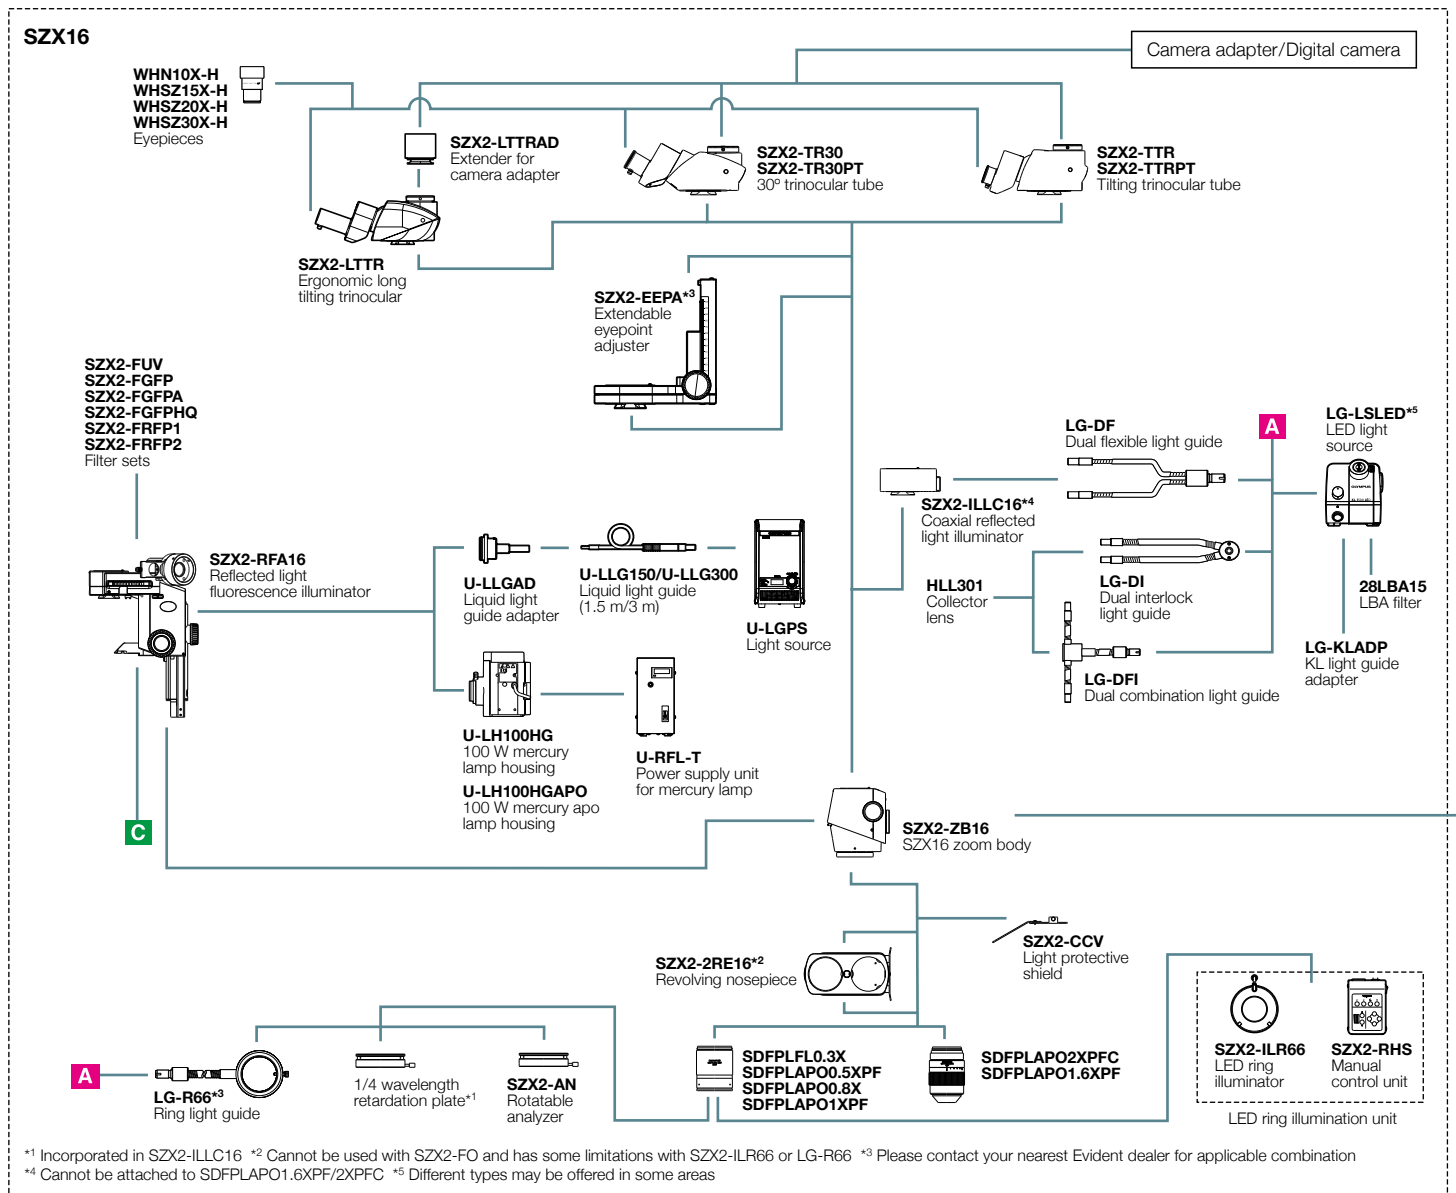 SZX16
Camera adapter/Digital camera
WHN10X-H
WHSZ15X-H
WHSZ20X-H
WHSZ30X-H
Eyepieces
SZX2-LTTRAD
Extender for
camera adapter
SZX2-TR30
SZX2-TR30PT
30º trinocular tube
SZX2-TTR
SZX2-TTRPT
Tilting trinocular tube
SZX2-LTTR
Ergonomic long
tilting trinocular
SZX2-EEPA*3
Extendable
eyepoint
adjuster
SZX2-FUV
SZX2-FGFP
SZX2-FGFPA
SZX2-FGFPHQ
SZX2-FRFP1
SZX2-FRFP2
Filter sets
LG-DF
Dual flexible light guide
A
LG-LSLED*5
LED light
source
OLYMPUS
SZX2-ILLC16*4
Coaxial reflected
light illuminator
SZX2-RFA16
Reflected light
fluorescence illuminator
U-LLGAD
Liquid light
guide adapter
U-LLG150/U-LLG300
Liquid light guide
(1.5 m/3 m)
U-LGPS
Light source
HLL301
Collector
lens
LG-DI
Dual interlock
light guide
28LBA15
LBA filter
LG-KLADP
KL light guide
adapter
LG-DFI
Dual combination light guide
U-LH100HG
100 W mercury
lamp housing
U-LH100HGAPO
100 W mercury apo
lamp housing
U-RFL-T
Power supply unit
for mercury lamp
C
SZX2-ZB16
SZX16 zoom body
SZX2-CCV
Light protective
shield
SZX2-2RE16*2
Revolving nosepiece
A
LG-R66*3
Ring light guide
1/4 wavelength
retardation plate*1
SZX2-AN
Rotatable
analyzer
SDFPLFL0.3X
SDFPLAPO0.5XPF
SDFPLAPO0.8X
SDFPLAPO1XPF
SDFPLAPO2XPFC
SDFPLAPO1.6XPF
SZX2-ILR66
LED ring
illuminator
SZX2-RHS
Manual
control unit
LED ring illumination unit
*1 Incorporated in SZX2-ILLC16 *2 Cannot be used with SZX2-FO and has some limitations with SZX2-ILR66 or LG-R66 *3 Please contact your nearest Evident dealer for applicable combination
*4 Cannot be attached to SDFPLAPO1.6XPF/2XPFC *5 Different types may be offered in some areas